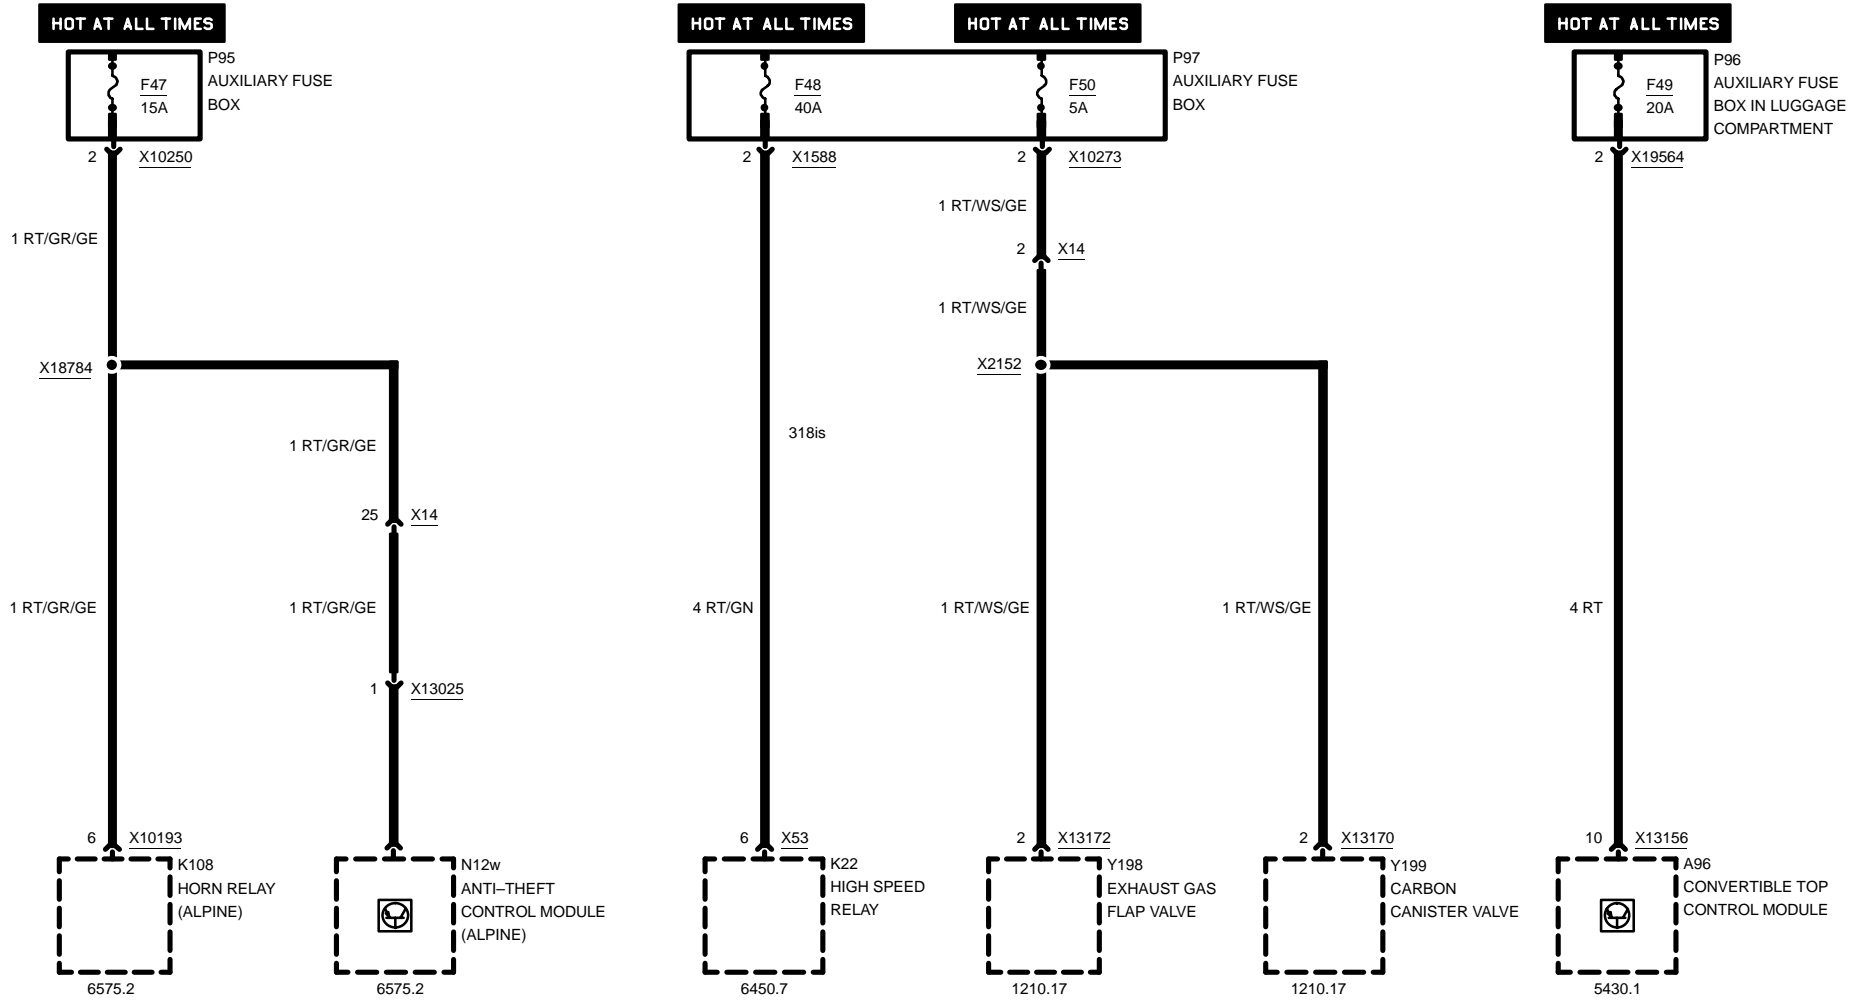 HOT AT ALL TIMES
HOT AT ALL TIMES
HOT AT ALL TIMES
HOT AT ALL TIMES
F47
15A
P95
AUXILIARY FUSE
BOX
F48
40A
F50
5A
P97
AUXILIARY FUSE
BOX
F49
20A
P96
AUXILIARY FUSE
BOX IN LUGGAGE
COMPARTMENT
2 X10250
2 X1588
2 X10273
2 X19564
1 RT/WS/GE
1 RT/GR/GE
2 X14
1 RT/WS/GE
X18784
X2152
318is
1 RT/GR/GE
25 X14
1 RT/GR/GE
1 RT/GR/GE
4 RT/GN
1 RT/WS/GE
1 RT/WS/GE
4 RT
1 X13025
6 X10193
6 X53
2 X13172
2 X13170
10 X13156
K108
HORN RELAY
(ALPINE)
N12w
ANTI–THEFT
CONTROL MODULE
(ALPINE)
K22
HIGH SPEED
RELAY
Y198
EXHAUST GAS
FLAP VALVE
Y199
CARBON
CANISTER VALVE
A96
CONVERTIBLE TOP
CONTROL MODULE
6575.2
6575.2
6450.7
1210.17
1210.17
5430.1